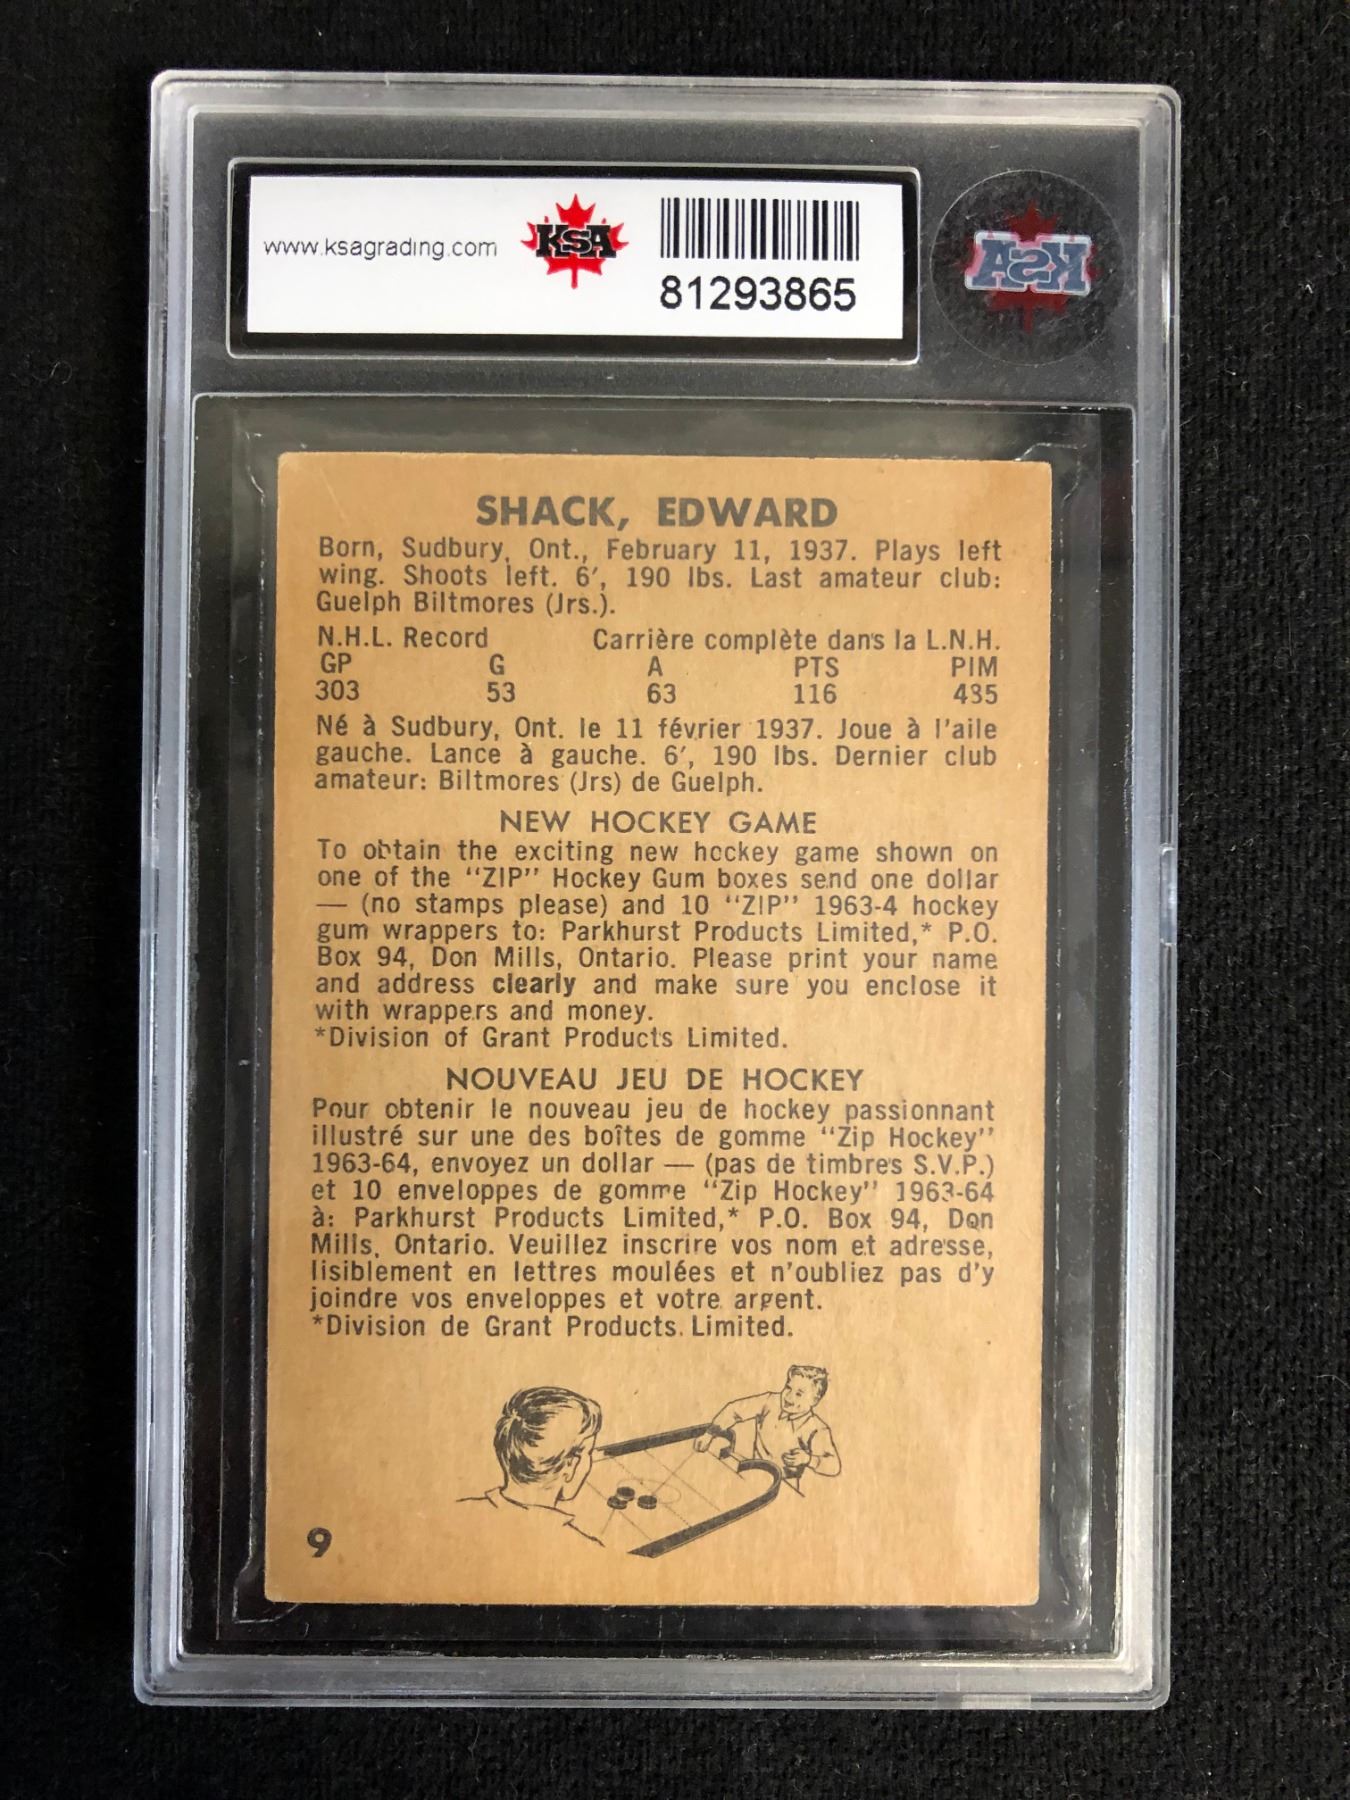 www.ksagrading.com
KSA
81293865
KSA
SHACK, EDWARD
Born, Sudbury, Ont., February 11, 1937. Plays left
wing. Shoots left. 6′, 190 lbs. Last amateur club:
Guelph Biltmores (Jrs.).
N.H.L. Record Carrière complète dans la L.N.H.
GP G A PTS PIM
303 53 63 116 435
Né à Sudbury, Ont. le 11 février 1937. Joue à l'aile
gauche. Lance à gauche. 6′, 190 lbs. Dernier club
amateur: Biltmores (Jrs) de Guelph.
NEW HOCKEY GAME
To obtain the exciting new hockey game shown on
one of the "ZIP" Hockey Gum boxes send one dollar
— (no stamps please) and 10 "ZIP" 1963-4 hockey
gum wrappers to: Parkhurst Products Limited,* P.O.
Box 94, Don Mills, Ontario. Please print your name
and address clearly and make sure you enclose it
with wrappers and money.
*Division of Grant Products Limited.
NOUVEAU JEU DE HOCKEY
Pour obtenir le nouveau jeu de hockey passionnant
illustré sur une des boîtes de gomme "Zip Hockey"
1963-64, envoyez un dollar — (pas de timbres S.V.P.)
et 10 enveloppes de gomme "Zip Hockey" 1963-64
à: Parkhurst Products Limited,* P.O. Box 94, Don
Mills, Ontario. Veuillez inscrire vos nom et adresse,
lisiblement en lettres moulées et n'oubliez pas d'y
joindre vos enveloppes et votre argent.
*Division de Grant Products. Limited.
9